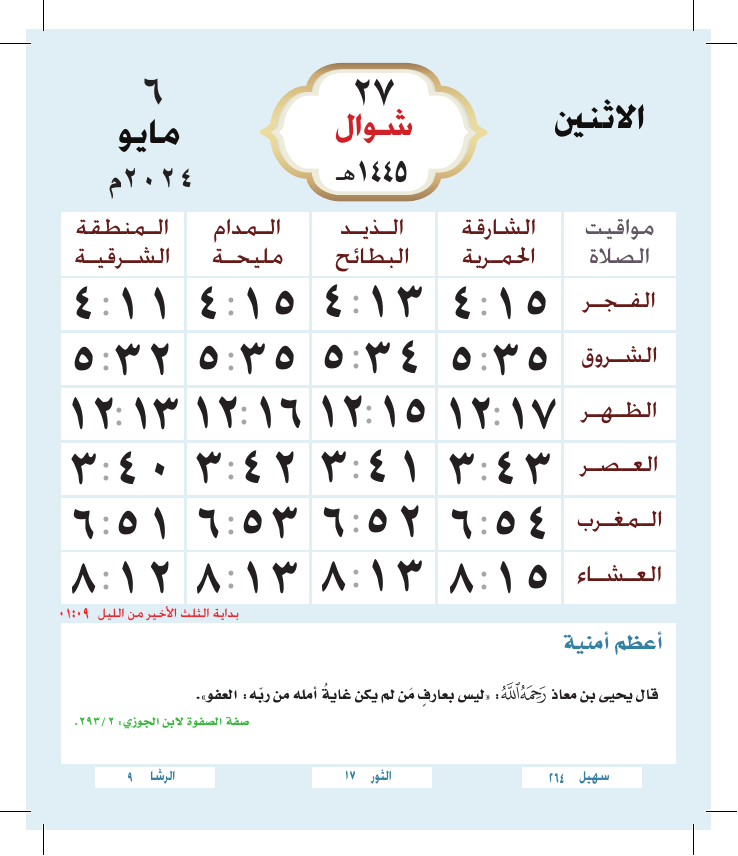 الاثنين
٢٧
شوال
١٤٤٥هـ
٦
مايو
٢٠٢٤م
مواقيت الصلاة | الشارقة الحمرية | الذيد البطائح | المدام مليحة | المنطقة الشرقية
الفجر ٤:١٥ ٤:١٣ ٤:١٥ ٤:١١
الشروق ٥:٣٥ ٥:٣٤ ٥:٣٥ ٥:٣٢
الظهر ١٢:١٧ ١٢:١٥ ١٢:١٦ ١٢:١٣
العصر ٣:٤٣ ٣:٤١ ٣:٤٢ ٣:٤٠
المغرب ٦:٥٤ ٦:٥٢ ٦:٥٣ ٦:٥١
العشاء ٨:١٥ ٨:١٣ ٨:١٣ ٨:١٢
بداية الثلث الأخير من الليل ٠١:٠٩
أعظم أمنية
قال يحيى بن معاذ رَحِمَهُ ٱللَّهُ: «ليس بعارفٍ مَن لم يكن غايةُ أمله من ربّه: العفو».
صفة الصفوة لابن الجوزي: ٢٩٣/٢.
سهيل ٢٦٤
الثور ١٧
الرشا ٩